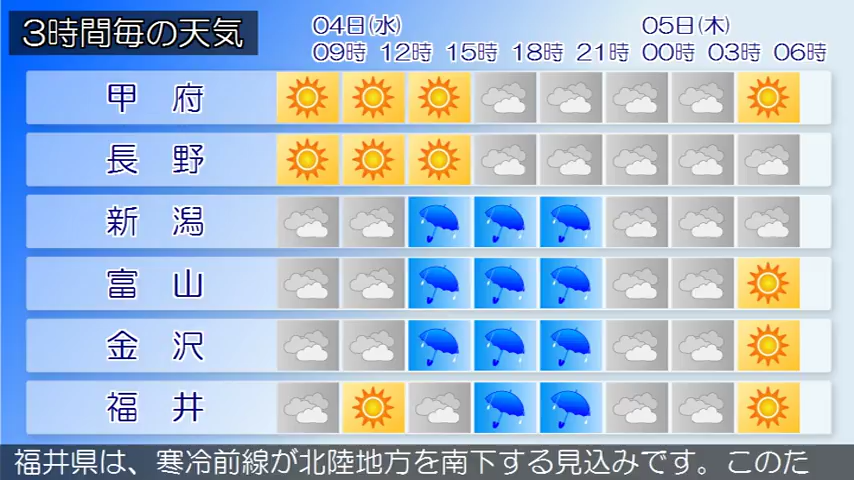 3時間毎の天気
04日(水) 05日(木)
09時 12時 15時 18時 21時 00時 03時 06時
甲府
長野
新潟
富山
金沢
福井
福井県は、寒冷前線が北陸地方を南下する見込みです。このた